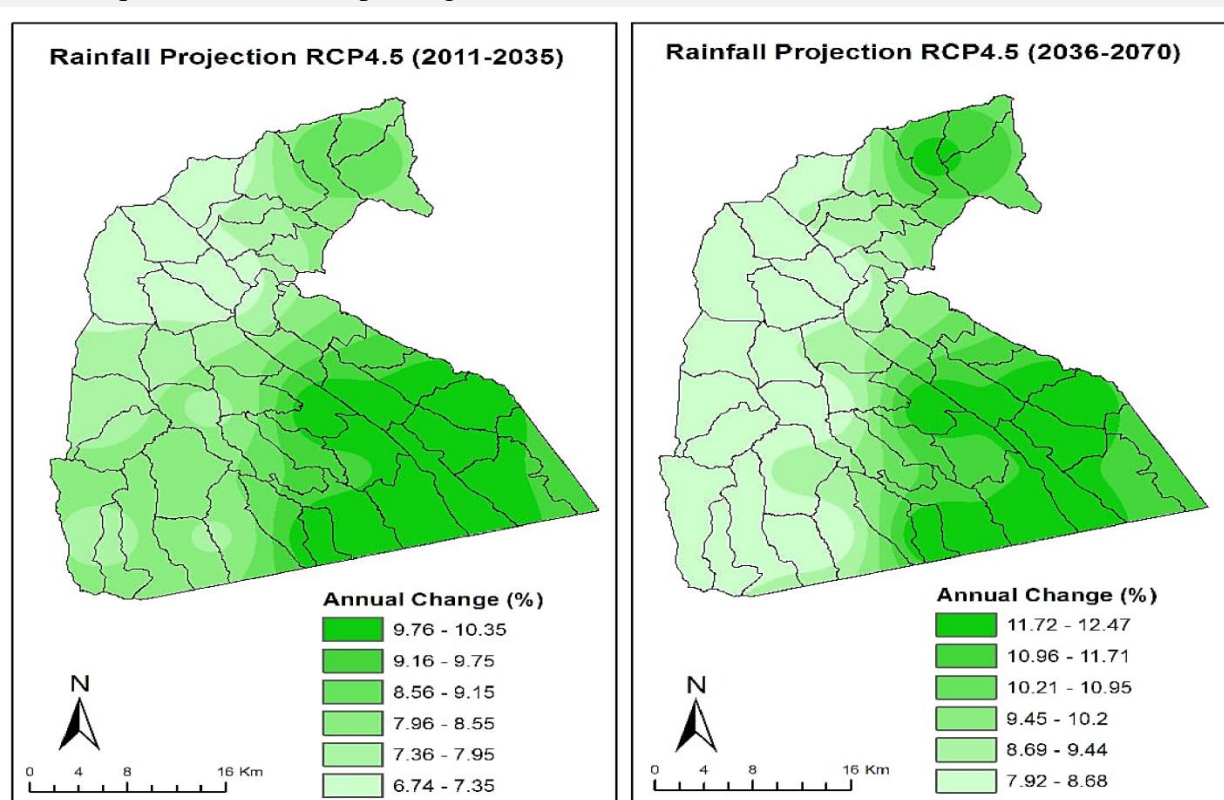 Rainfall Projection RCP4.5 (2011-2035)
Annual Change (%)
9.76 - 10.35
9.16 - 9.75
8.56 - 9.15
7.96 - 8.55
7.36 - 7.95
6.74 - 7.35
N
0 4 8 16 Km
Rainfall Projection RCP4.5 (2036-2070)
Annual Change (%)
11.72 - 12.47
10.96 - 11.71
10.21 - 10.95
9.45 - 10.2
8.69 - 9.44
7.92 - 8.68
N
0 4 8 16 Km